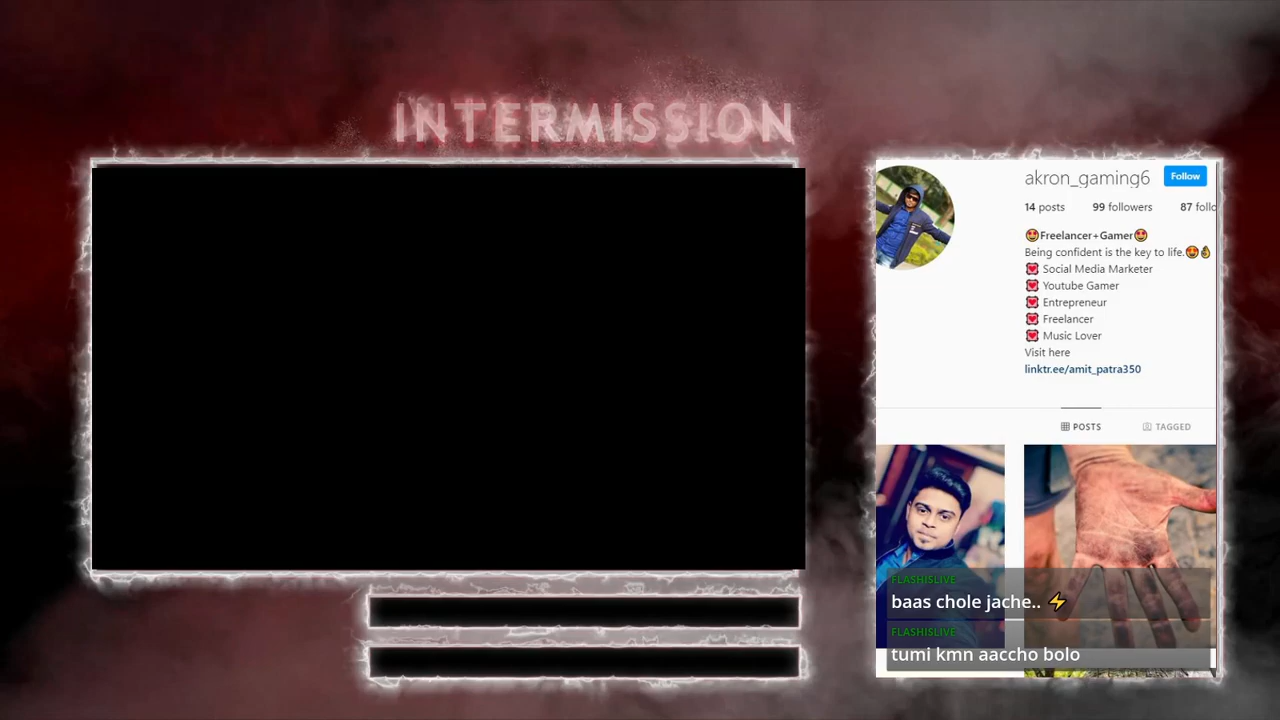 INTERMISSION
akron_gaming6
Follow
14 posts 99 followers 87 follo
Freelancer+Gamer
Being confident is the key to life.
Social Media Marketer
Youtube Gamer
Entrepreneur
Freelancer
Music Lover
Visit here
linktr.ee/amit_patra350
POSTS TAGGED
FLASHISLIVE
baas chole jache.. ⚡
FLASHISLIVE
tumi kmn aaccho bolo